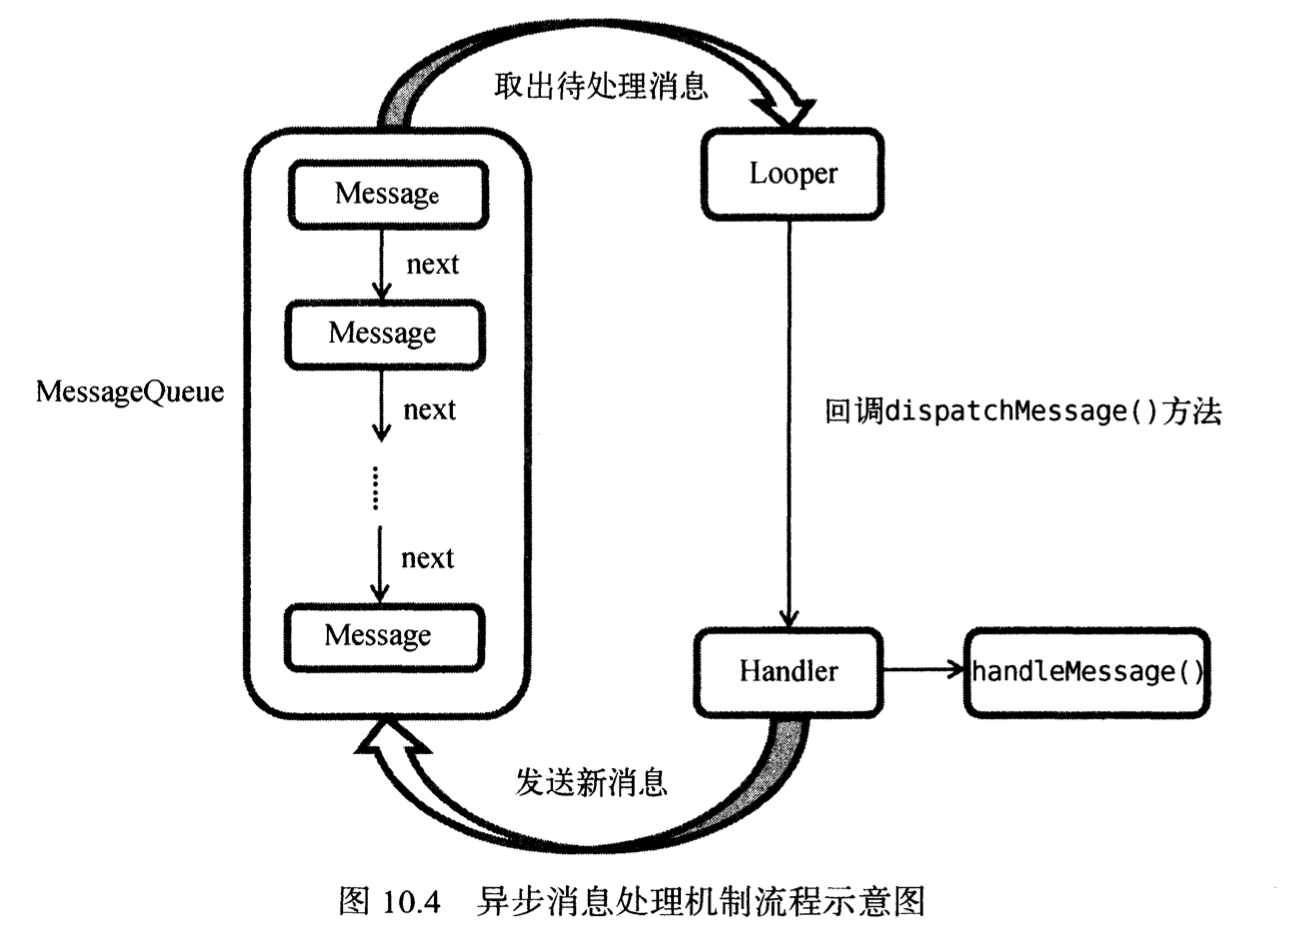 取出待处理消息
Message
Looper
next
Message
MessageQueue
next
回调dispatchMessage()方法
next
Message
Handler
handleMessage()
发送新消息
图 10.4 异步消息处理机制流程示意图